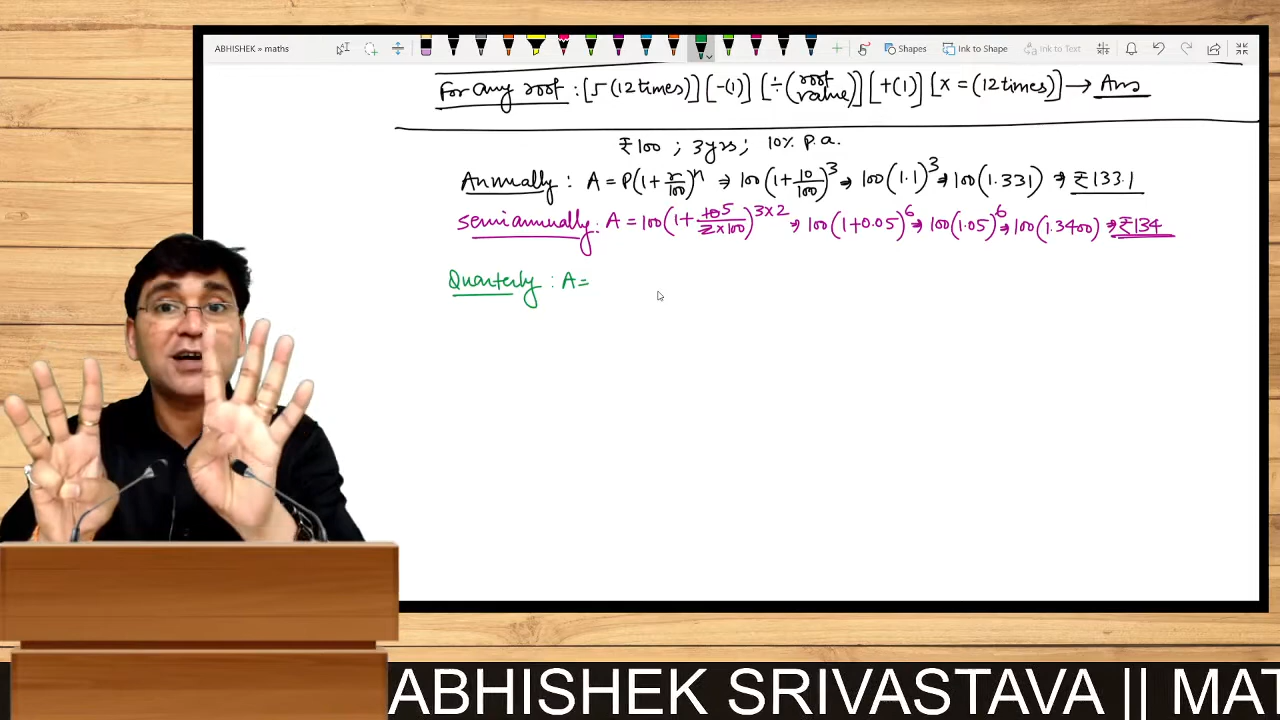 ABHISHEK » maths
Shapes
Ink to Shape
Ink to Text
For any root : [√ (12 times)] [-(1)] [÷ (root value)] [+(1)] [x = (12 times)] → Ans
₹100 ; 3yrs; 10% p.a.
Annually : A = P(1 + r/100)^n → 100(1 + 10/100)^3 → 100(1.1)^3 → 100(1.331) → ₹133.1
Semiannually : A = 100(1 + 10 5/2×100)^3×2 → 100(1+0.05)^6 → 100(1.05)^6 → 100(1.3400) → ₹134
Quarterly : A =
ABHISHEK SRIVASTAVA || MAT